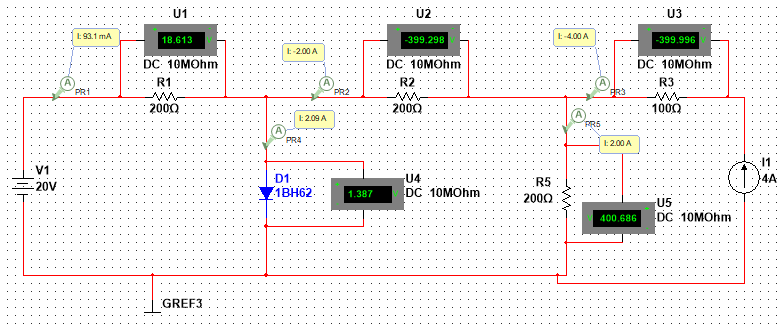 U1
U2
U3
I: 93.1 mA
18.613
I: -2.00 A
-399.298
I: -4.00 A
-399.996
DC 10MOhm
DC 10MOhm
DC 10MOhm
A
PR1
R1
200Ω
A
PR2
R2
200Ω
A
PR3
R3
100Ω
I: 2.09 A
A
PR4
A
PR5
I: 2.00 A
V1
20V
D1
1BH62
1.387
U4
DC 10MOhm
R5
200Ω
I1
4A
400.686
U5
DC 10MOhm
GREF3